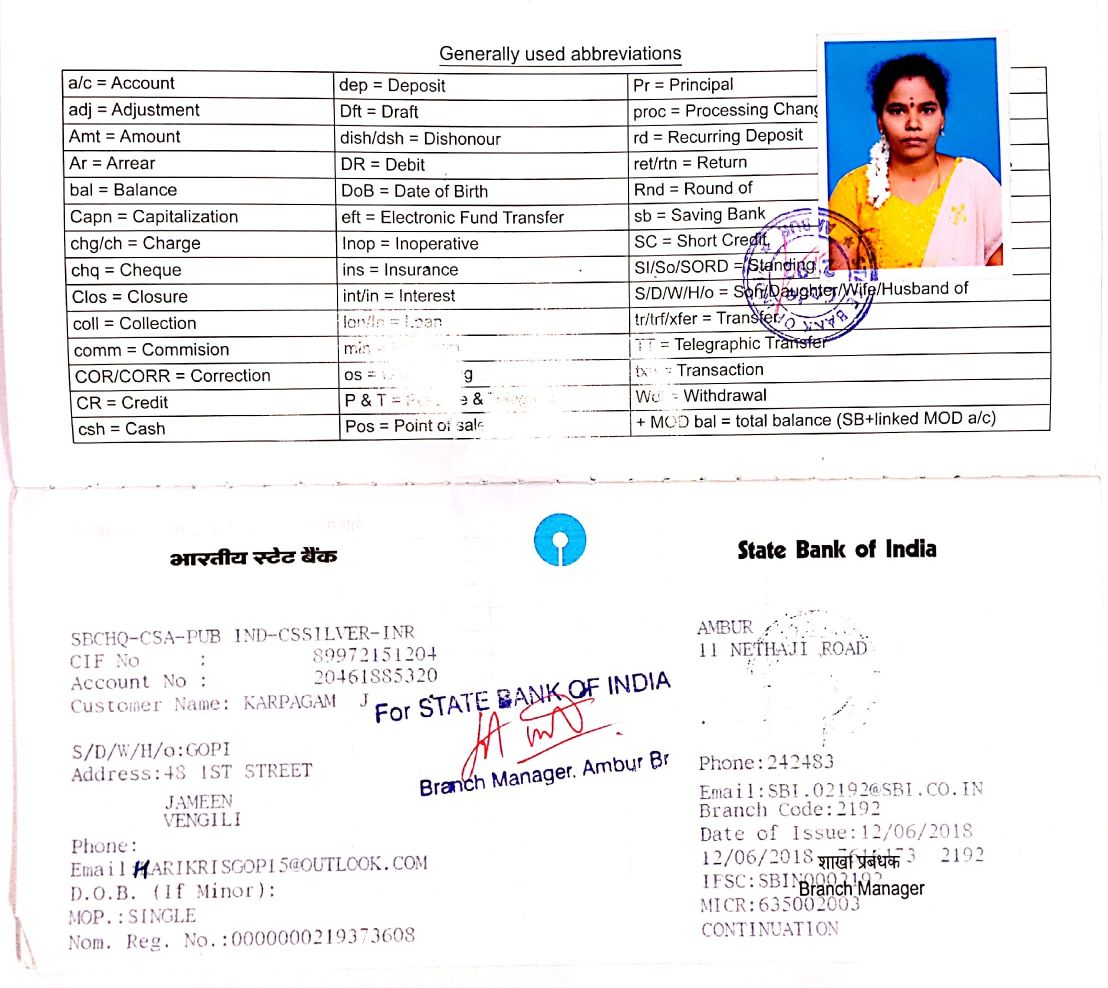 Generally used abbreviations
a/c = Account dep = Deposit Pr = Principal
adj = Adjustment Dft = Draft proc = Processing Chang
Amt = Amount dish/dsh = Dishonour rd = Recurring Deposit
Ar = Arrear DR = Debit ret/rtn = Return
bal = Balance DoB = Date of Birth Rnd = Round of
Capn = Capitalization eft = Electronic Fund Transfer sb = Saving Bank
chg/ch = Charge Inop = Inoperative SC = Short Credit
chq = Cheque ins = Insurance SI/So/SORD = Standing
Clos = Closure int/in = Interest S/D/W/H/o = Son/Daughter/Wife/Husband of
coll = Collection lon/ln = Loan tr/trf/xfer = Transfer
comm = Commision min = TT = Telegraphic Transfer
COR/CORR = Correction os = = Transaction
CR = Credit P & T = & = Withdrawal
csh = Cash Pos = Point of sale + MOD bal = total balance (SB+linked MOD a/c)
भारतीय स्टेट बैंक
State Bank of India
SBCHQ-CSA-PUB IND-CSSILVER-INR
CIF No : 89972151204
Account No : 20461885320
Customer Name: KARPAGAM J
S/D/W/H/o:GOPI
Address:48 1ST STREET
JAMEEN
VENGILI
Phone:
Email:HARIKRISGOPI5@OUTLOOK.COM
D.O.B. (If Minor):
MOP.:SINGLE
Nom. Reg. No.:0000000219373608
For STATE BANK OF INDIA
Branch Manager, Ambur Br
AMBUR
11 NETHAJI ROAD
Phone:242483
Email:SBI.02192@SBI.CO.IN
Branch Code:2192
Date of Issue:12/06/2018
12/06/2018 2192
शाखा प्रबंधक
IFSC:SBIN0002192
Branch Manager
MICR:635002003
CONTINUATION